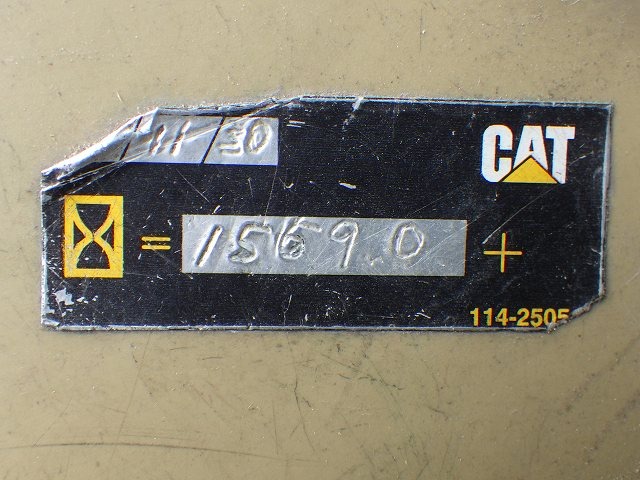 11/30
CAT
= 1569.0 +
114-2505